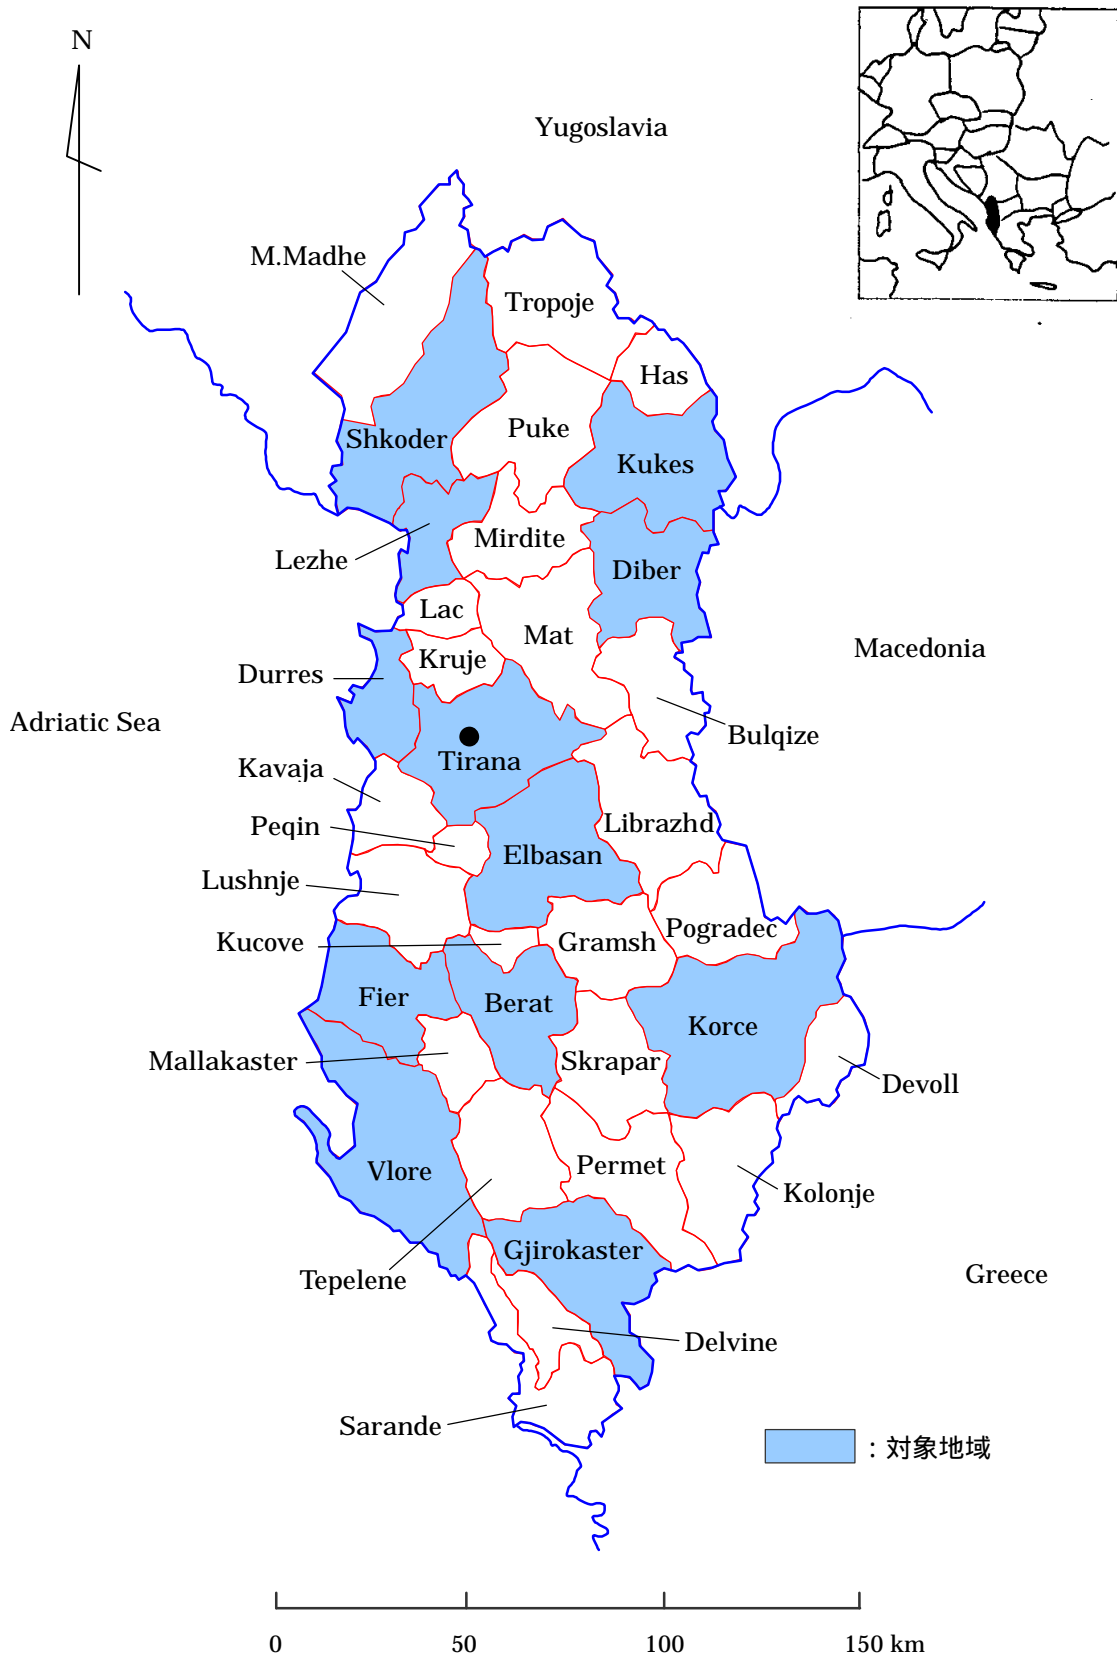 N
Yugoslavia
M.Madhe
Tropoje
Has
Puke
Shkoder
Kukes
Mirdite
Lezhe
Diber
Lac
Mat
Macedonia
Kruje
Durres
Adriatic Sea
Bulqize
Tirana
Kavaja
Librazhd
Peqin
Elbasan
Lushnje
Pogradec
Kucove
Gramsh
Fier
Berat
Korce
Mallakaster
Skrapar
Devoll
Permet
Vlore
Kolonje
Gjirokaster
Greece
Tepelene
Delvine
Sarande
: 対象地域
0 50 100 150 km